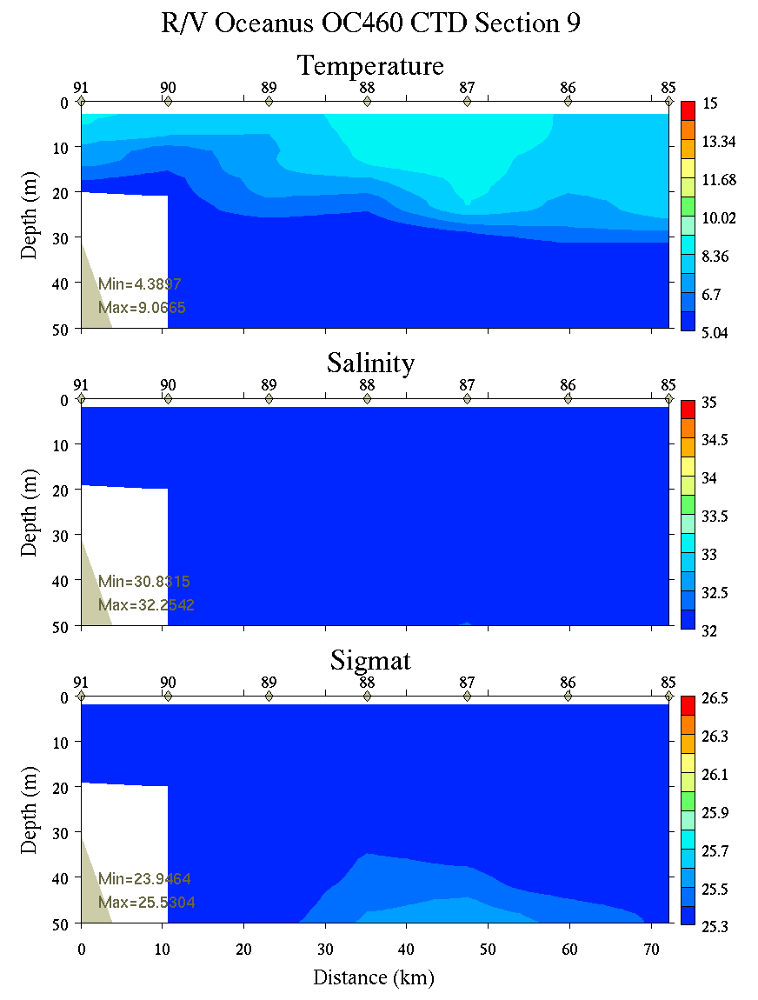 R/V Oceanus OC460 CTD Section 9
Temperature
91 90 89 88 87 86 85
0
10
20
30
40
50
Depth (m)
Min=4.3897
Max=9.0665
15
13.34
11.68
10.02
8.36
6.7
5.04
Salinity
91 90 89 88 87 86 85
0
10
20
30
40
50
Depth (m)
Min=30.8315
Max=32.2542
35
34.5
34
33.5
33
32.5
32
Sigmat
91 90 89 88 87 86 85
0
10
20
30
40
50
Depth (m)
Min=23.9464
Max=25.5304
26.5
26.3
26.1
25.9
25.7
25.5
25.3
0 10 20 30 40 50 60 70
Distance (km)